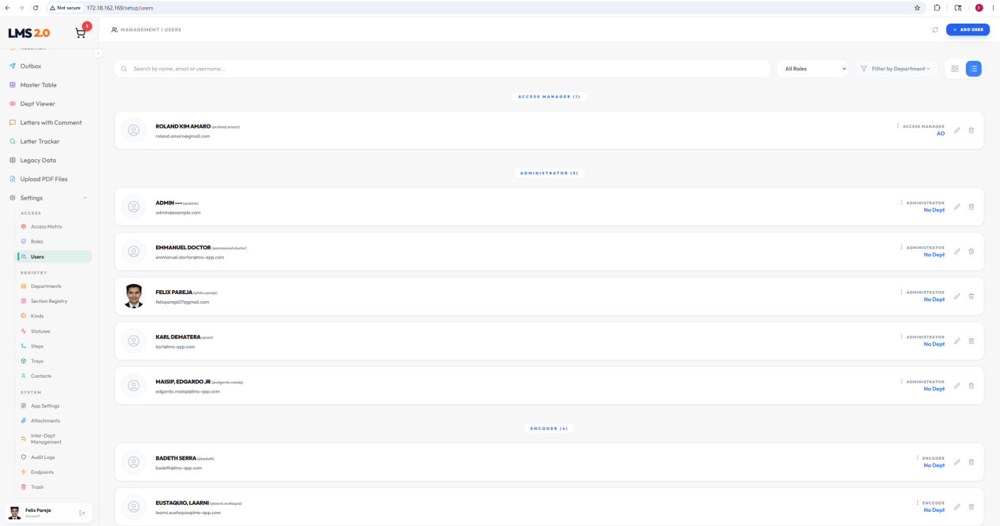 Not secure
172.18.162.169/setup/users
F
LMS 2.0
1
MANAGEMENT / USERS
+ ADD USER
Outbox
Master Table
Dept Viewer
Letters with Comment
Letter Tracker
Legacy Data
Upload PDF Files
Settings
ACCESS
Access Matrix
Roles
Users
REGISTRY
Departments
Section Registry
Kinds
Statuses
Steps
Trays
Contacts
SYSTEM
App Settings
Attachments
Inter-Dept
Management
Audit Logs
Endpoints
Trash
Felix Pareja
Account
Search by name, email or username...
All Roles
Filter by Department
ACCESS MANAGER (1)
ROLAND KIM AMARO (@roland.amaro)
roland.amaro@gmail.com
ACCESS MANAGER
AO
ADMINISTRATOR (5)
ADMIN --- (@admin)
admin@example.com
ADMINISTRATOR
No Dept
EMMANUEL DOCTOR (@emmanuel.doctor)
emmanuel.doctor@lms-app.com
ADMINISTRATOR
No Dept
FELIX PAREJA (@felix.pareja)
felixpareja07@gmail.com
ADMINISTRATOR
No Dept
KARL DEMATERA (@karl)
karl@lms-app.com
ADMINISTRATOR
No Dept
MAISIP, EDGARDO JR (@edgardo.maisip)
edgardo.maisip@lms-app.com
ADMINISTRATOR
No Dept
ENCODER (4)
BADETH SERRA (@badeth)
badeth@lms-app.com
ENCODER
No Dept
EUSTAQUIO, LAARNI (@laarni.eustaquio)
laarni.eustaquio@lms-app.com
ENCODER
No Dept